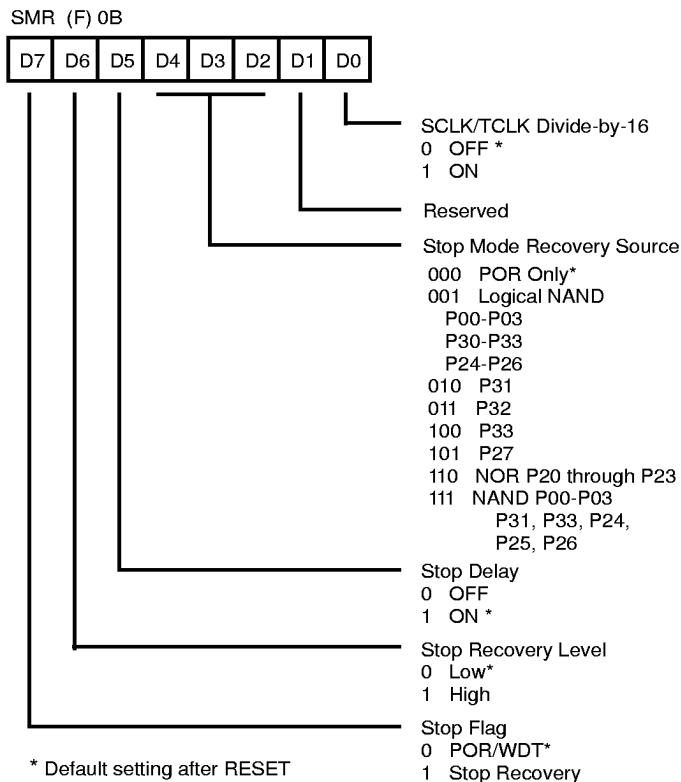 SMR (F) 0B
D7 D6 D5 D4 D3 D2 D1 D0
SCLK/TCLK Divide-by-16
0 OFF *
1 ON
Reserved
Stop Mode Recovery Source
000 POR Only*
001 Logical NAND
P00-P03
P30-P33
P24-P26
010 P31
011 P32
100 P33
101 P27
110 NOR P20 through P23
111 NAND P00-P03
P31, P33, P24,
P25, P26
Stop Delay
0 OFF
1 ON *
Stop Recovery Level
0 Low*
1 High
Stop Flag
0 POR/WDT*
1 Stop Recovery
* Default setting after RESET